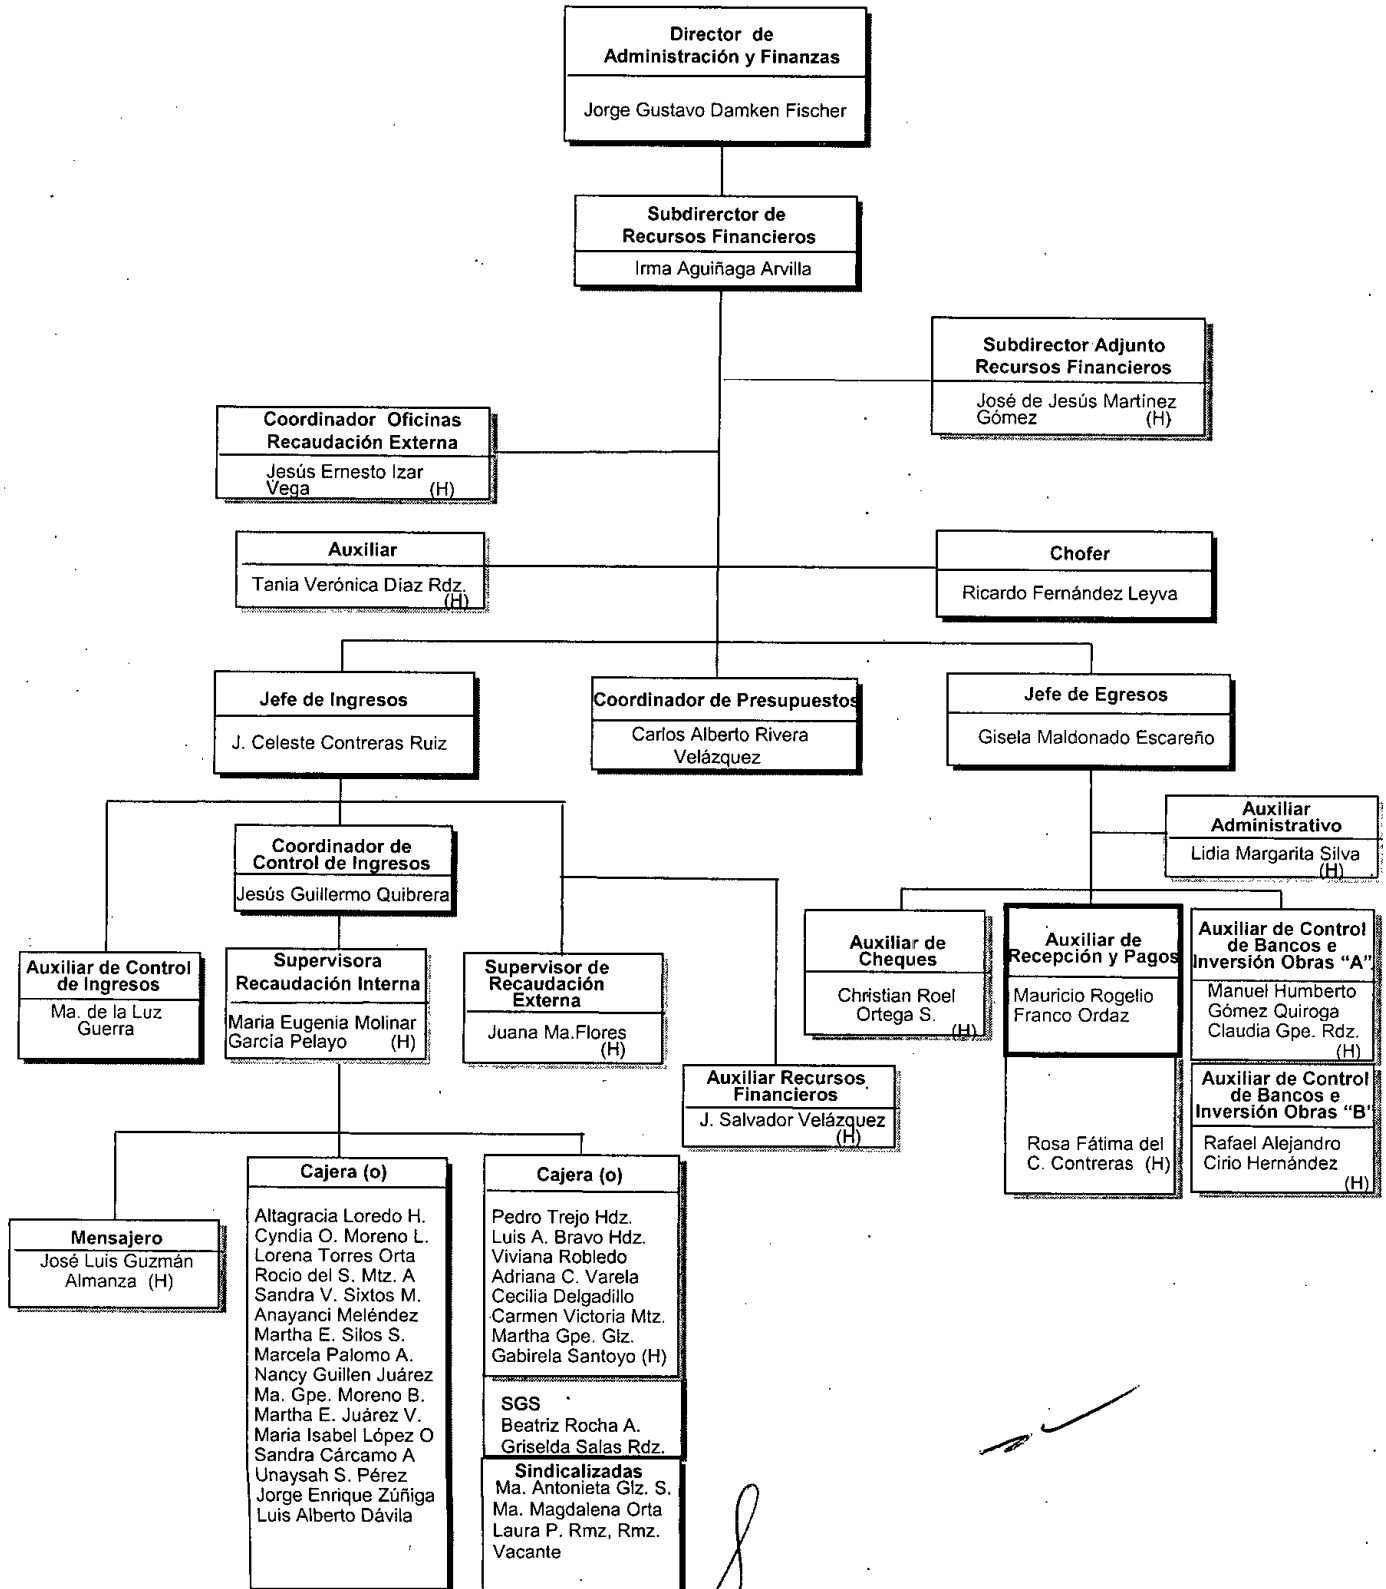 Director de
Administración y Finanzas
Jorge Gustavo Damken Fischer
Subdirerctor de
Recursos Financieros
Irma Aguiñaga Arvilla
Subdirector Adjunto
Recursos Financieros
José de Jesús Martínez
Gómez (H)
Coordinador Oficinas
Recaudación Externa
Jesús Ernesto Izar
Vega (H)
Auxiliar
Tania Verónica Díaz Rdz.
(H)
Chofer
Ricardo Fernández Leyva
Jefe de Ingresos
J. Celeste Contreras Ruiz
Coordinador de Presupuestos
Carlos Alberto Rivera
Velázquez
Jefe de Egresos
Gisela Maldonado Escareño
Auxiliar
Administrativo
Lidia Margarita Silva
(H)
Coordinador de
Control de Ingresos
Jesús Guillermo Quibrera
Auxiliar de Control
de Ingresos
Ma. de la Luz
Guerra
Supervisora
Recaudación Interna
Maria Eugenia Molinar
García Pelayo (H)
Supervisor de
Recaudación
Externa
Juana Ma.Flores
(H)
Auxiliar Recursos
Financieros
J. Salvador Velázquez
(H)
Auxiliar de
Cheques
Christian Roel
Ortega S. (H)
Auxiliar de
Recepción y Pagos
Mauricio Rogelio
Franco Ordaz
Rosa Fátima del
C. Contreras (H)
Auxiliar de Control
de Bancos e
Inversión Obras “A”
Manuel Humberto
Gómez Quiroga
Claudia Gpe. Rdz.
(H)
Auxiliar de Control
de Bancos e
Inversión Obras “B”
Rafael Alejandro
Cirio Hernández
(H)
Mensajero
José Luis Guzmán
Almanza (H)
Cajera (o)
Altagracia Loredo H.
Cyndia O. Moreno L.
Lorena Torres Orta
Rocio del S. Mtz. A
Sandra V. Sixtos M.
Anayanci Meléndez
Martha E. Silos S.
Marcela Palomo A.
Nancy Guillen Juárez
Ma. Gpe. Moreno B.
Martha E. Juárez V.
Maria Isabel López O
Sandra Cárcamo A
Unaysah S. Pérez
Jorge Enrique Zúñiga
Luis Alberto Dávila
Cajera (o)
Pedro Trejo Hdz.
Luis A. Bravo Hdz.
Viviana Robledo
Adriana C. Varela
Cecilia Delgadillo
Carmen Victoria Mtz.
Martha Gpe. Glz.
Gabirela Santoyo (H)
SGS
Beatriz Rocha A.
Griselda Salas Rdz.
Sindicalizadas
Ma. Antonieta Glz. S.
Ma. Magdalena Orta
Laura P. Rmz, Rmz.
Vacante